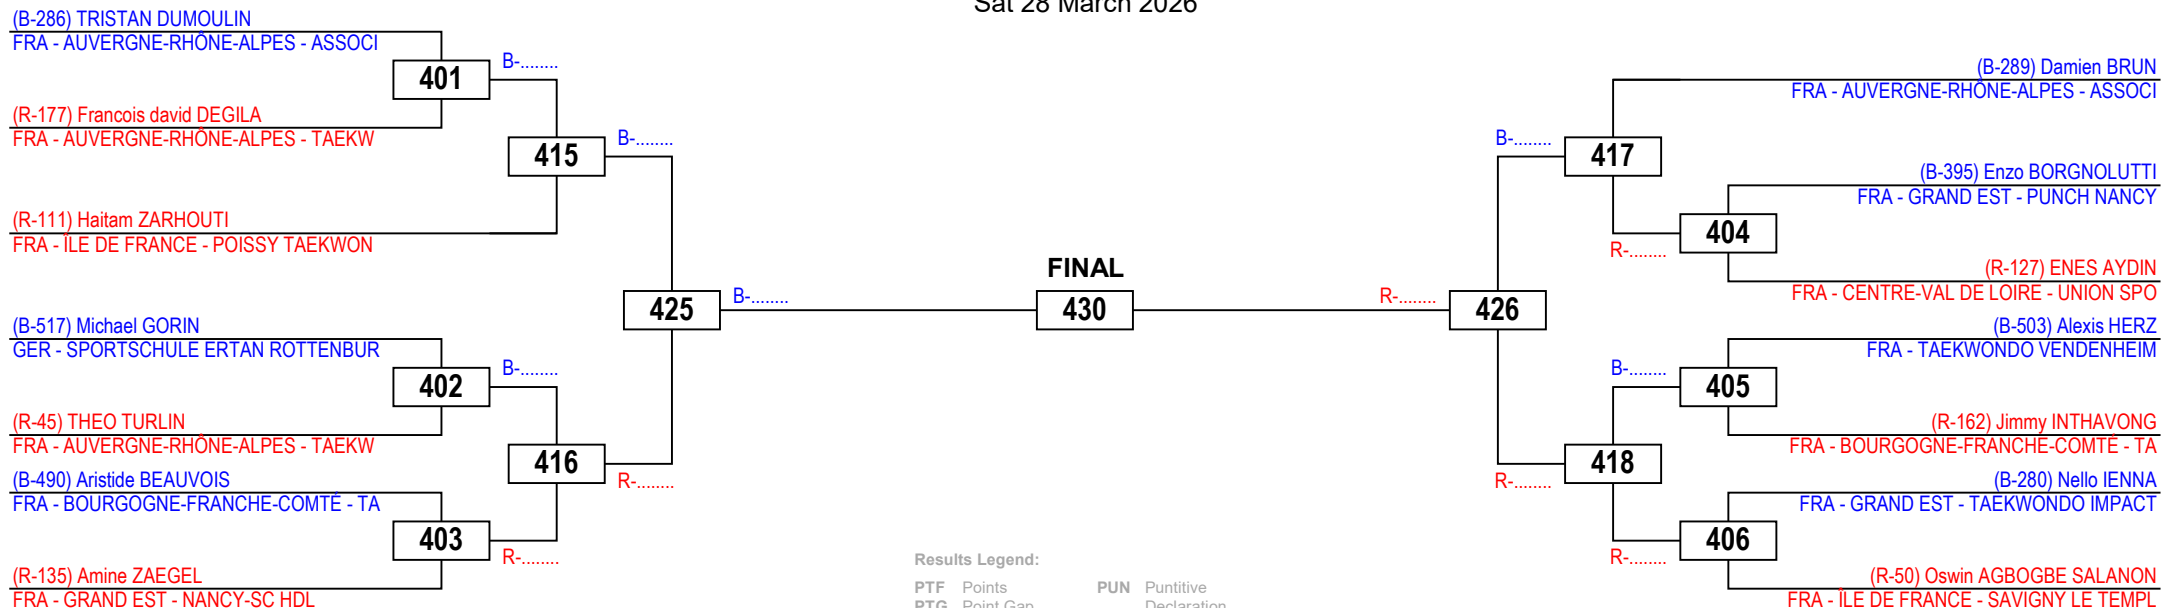 Sat 28 March 2026
(B-286) TRISTAN DUMOULIN
FRA - AUVERGNE-RHÔNE-ALPES - ASSOCI
401
B-........
(R-177) Francois david DEGILA
FRA - AUVERGNE-RHÔNE-ALPES - TAEKW
415
B-........
(R-111) Haitam ZARHOUTI
FRA - ÎLE DE FRANCE - POISSY TAEKWON
425
B-........
(B-517) Michael GORIN
GER - SPORTSCHULE ERTAN ROTTENBUR
402
B-........
(R-45) THEO TURLIN
FRA - AUVERGNE-RHÔNE-ALPES - TAEKW
416
R-........
(B-490) Aristide BEAUVOIS
FRA - BOURGOGNE-FRANCHE-COMTÉ - TA
403
R-........
(R-135) Amine ZAEGEL
FRA - GRAND EST - NANCY-SC HDL
FINAL
430
(B-289) Damien BRUN
FRA - AUVERGNE-RHÔNE-ALPES - ASSOCI
B-........
417
(B-395) Enzo BORGNOLUTTI
FRA - GRAND EST - PUNCH NANCY
404
R-........
(R-127) ENES AYDIN
FRA - CENTRE-VAL DE LOIRE - UNION SPO
R-........
426
(B-503) Alexis HERZ
FRA - TAEKWONDO VENDENHEIM
B-........
405
(R-162) Jimmy INTHAVONG
FRA - BOURGOGNE-FRANCHE-COMTÉ - TA
418
R-........
(B-280) Nello IENNA
FRA - GRAND EST - TAEKWONDO IMPACT
406
R-........
(R-50) Oswin AGBOGBE SALANON
FRA - ÎLE DE FRANCE - SAVIGNY LE TEMPL
Results Legend:
PTF Points PUN Puntitive
PTG Point Gap Declaration